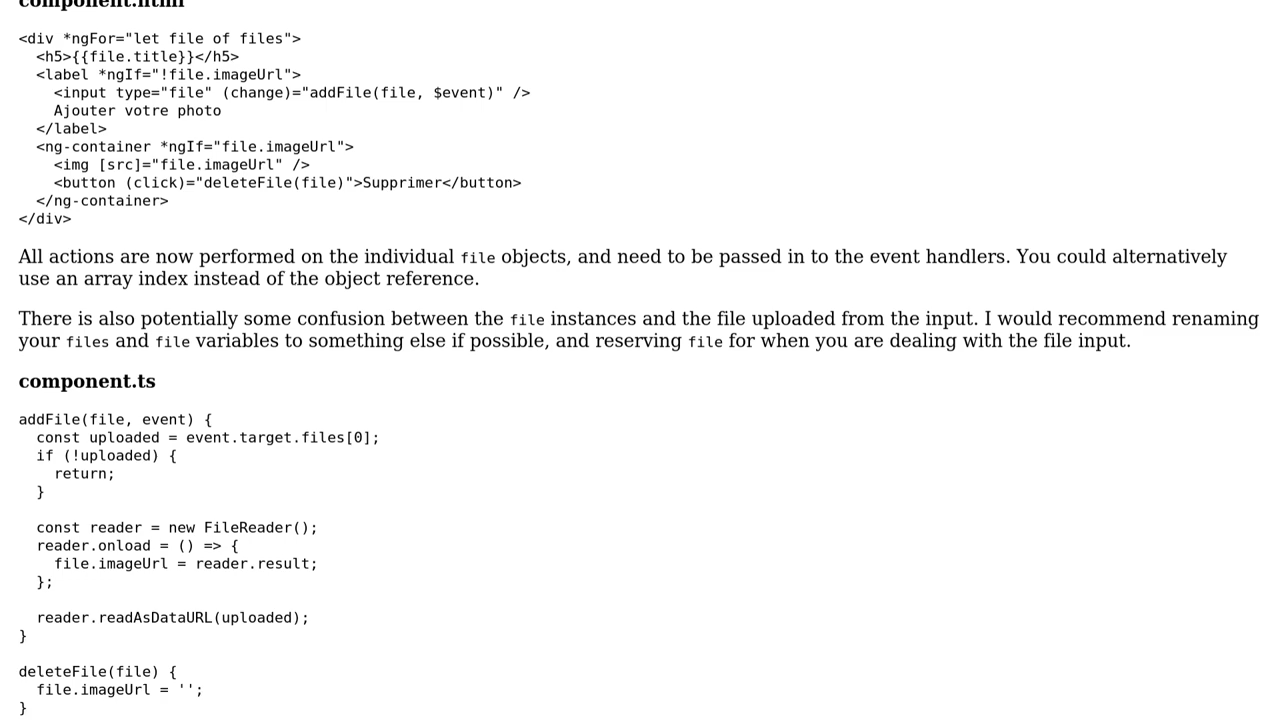 component.html
<div *ngFor="let file of files">
  <h5>{{file.title}}</h5>
  <label *ngIf="!file.imageUrl">
    <input type="file" (change)="addFile(file, $event)" />
    Ajouter votre photo
  </label>
  <ng-container *ngIf="file.imageUrl">
    <img [src]="file.imageUrl" />
    <button (click)="deleteFile(file)">Supprimer</button>
  </ng-container>
</div>
All actions are now performed on the individual file objects, and need to be passed in to the event handlers. You could alternatively
use an array index instead of the object reference.
There is also potentially some confusion between the file instances and the file uploaded from the input. I would recommend renaming
your files and file variables to something else if possible, and reserving file for when you are dealing with the file input.
component.ts
addFile(file, event) {
  const uploaded = event.target.files[0];
  if (!uploaded) {
    return;
  }
  const reader = new FileReader();
  reader.onload = () => {
    file.imageUrl = reader.result;
  };
  reader.readAsDataURL(uploaded);
}
deleteFile(file) {
  file.imageUrl = '';
}